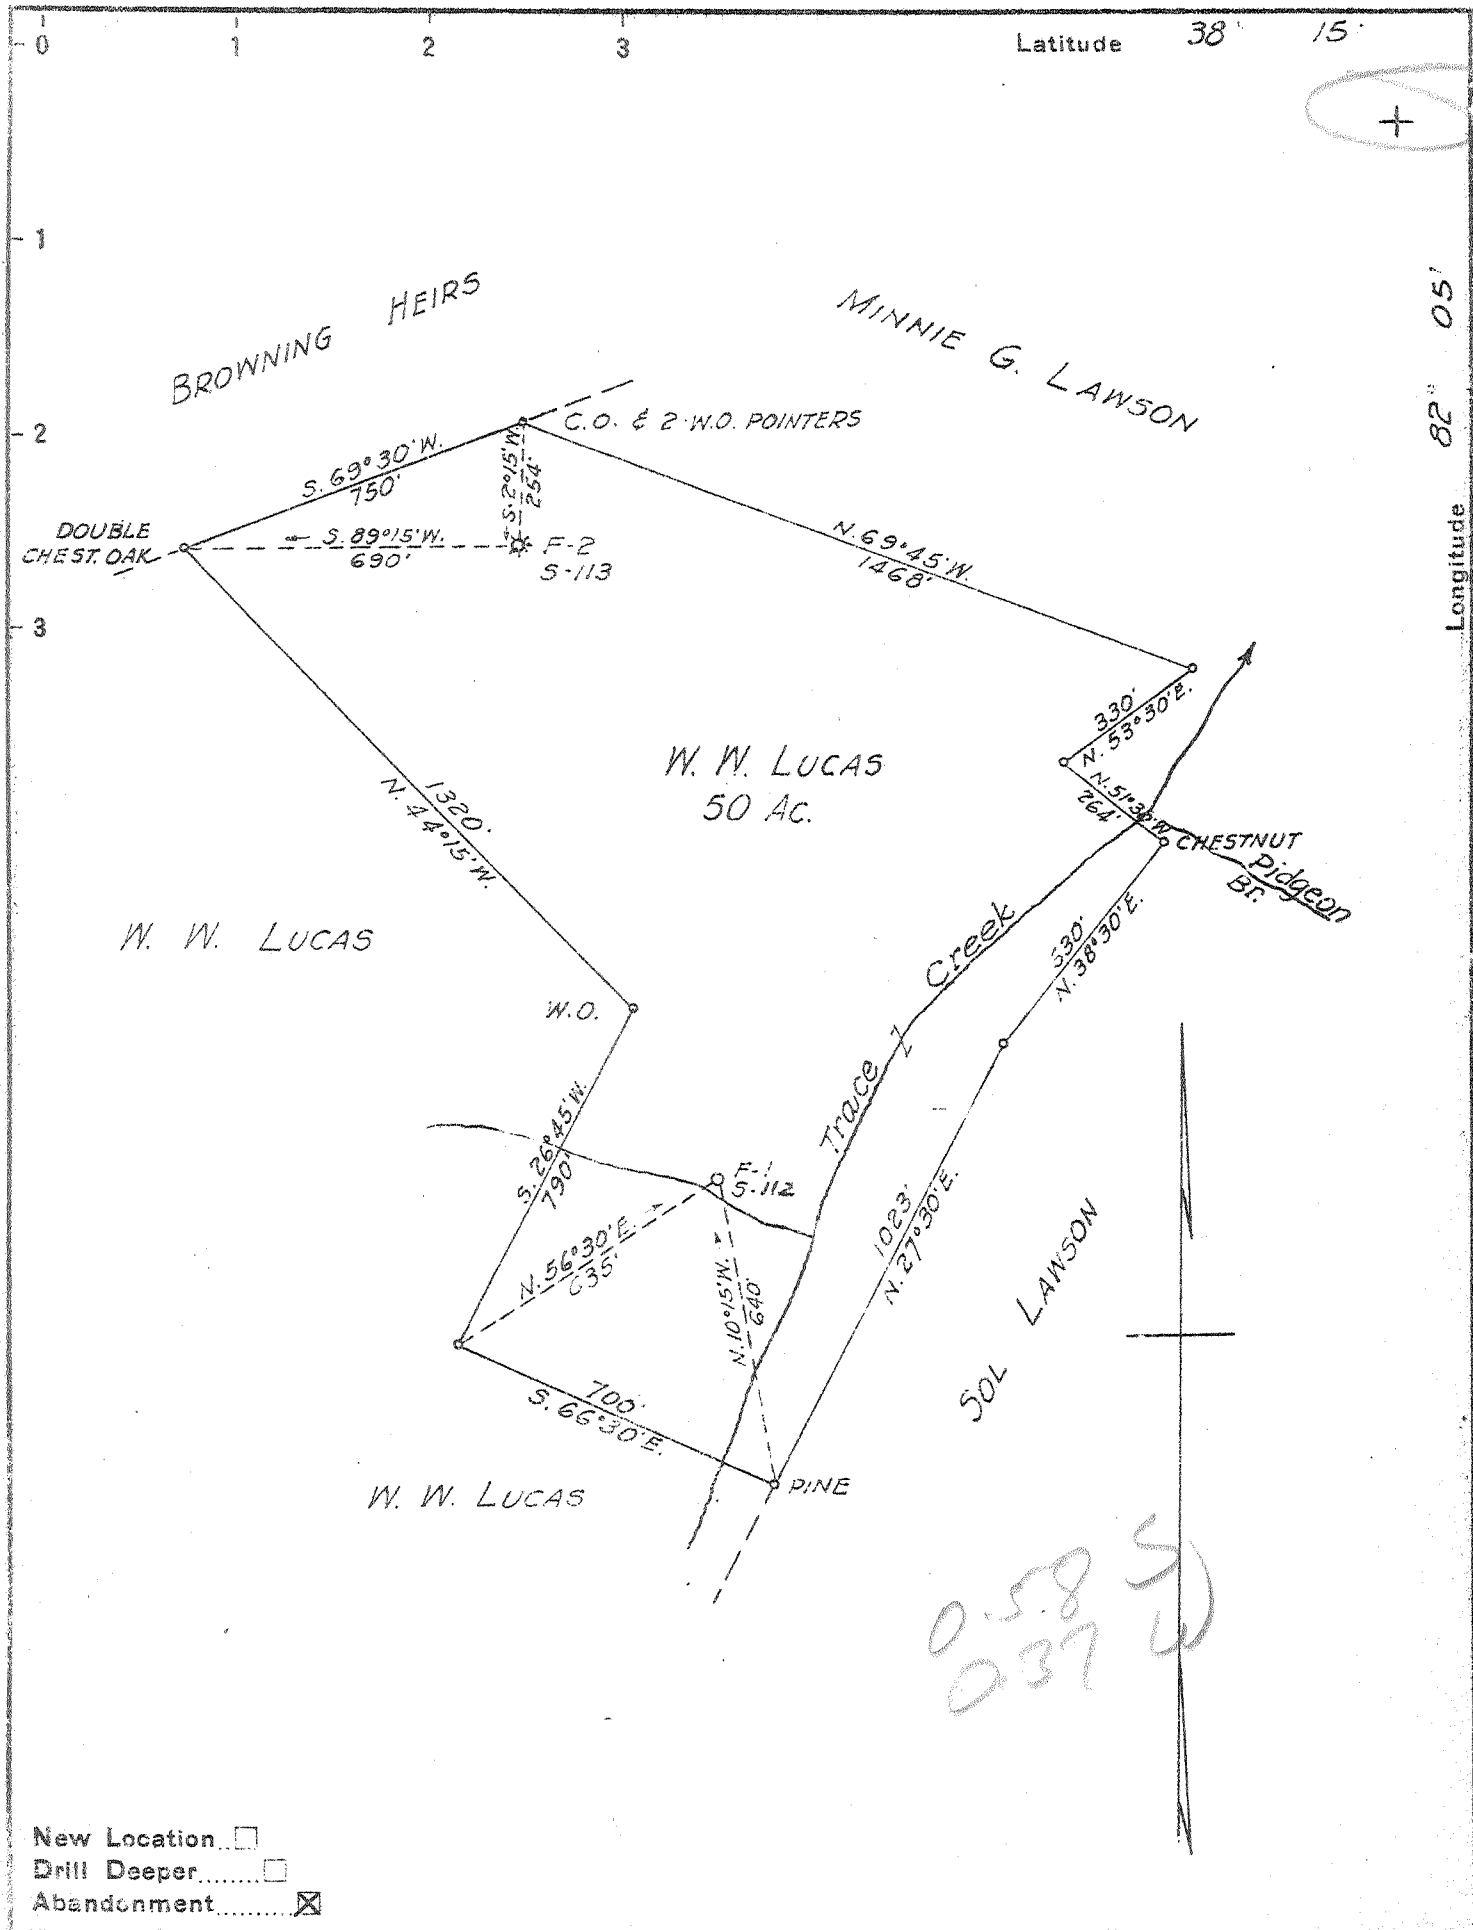 0 1 2 3 Latitude 38° 15'
1
2
3
Longitude 82° 05'
+
BROWNING HEIRS
MINNIE G. LAWSON
C.O. & 2 W.O. POINTERS
S. 69°30'W.
750'
S. 2°15'W.
254'
DOUBLE
CHEST. OAK
S. 89°15'W.
690'
F-2
S-113
N. 69°45'W.
1468'
330'
N. 53°30'E.
N. 51°30'W.
264'
CHESTNUT
Pidgeon
Br.
W. W. LUCAS
50 AC.
1320'
N. 44°15'W.
W. W. LUCAS
Trace Creek
N. 38°30'E.
W.O.
S. 26°45'W.
790'
F-1
S-112
N. 56°30'E.
635'
N. 10°15'W.
640'
1023'
N. 27°30'E.
SOL LAWSON
700'
S. 66°30'E.
PINE
W. W. LUCAS
0.58 S
0.37 W
New Location
Drill Deeper
Abandonment